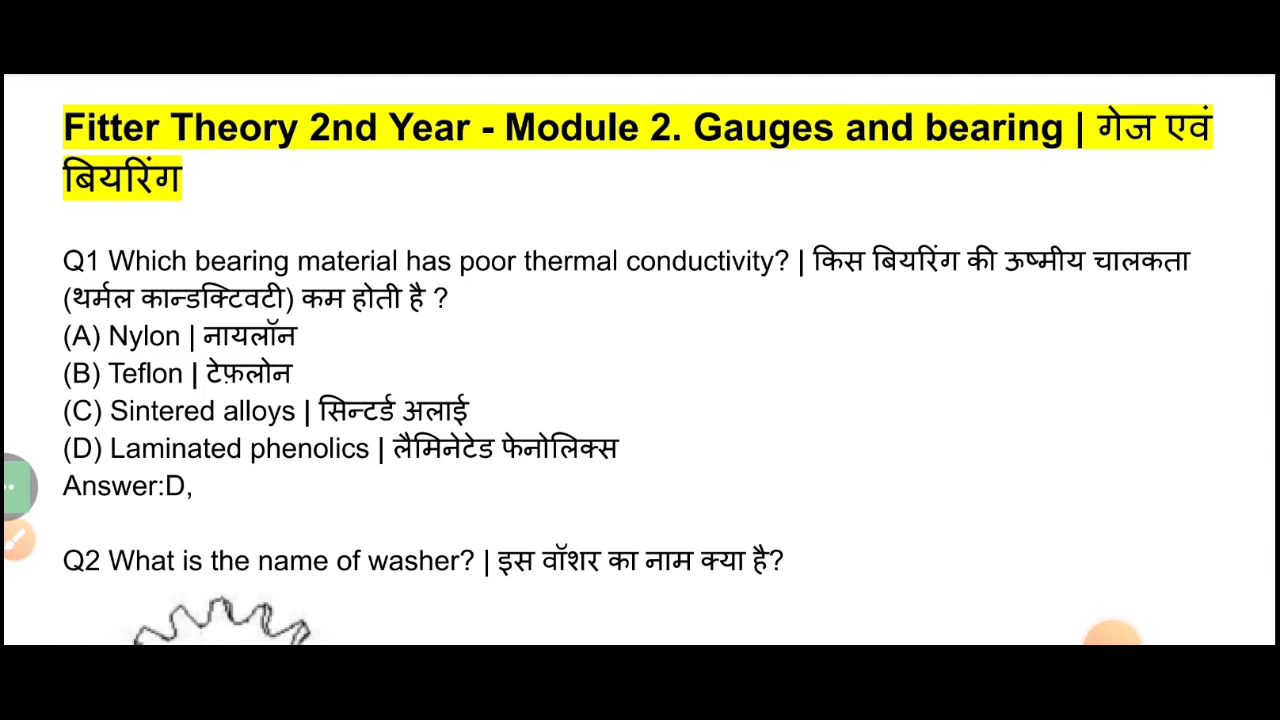 Fitter Theory 2nd Year - Module 2. Gauges and bearing | गेज एवं
बियरिंग
Q1 Which bearing material has poor thermal conductivity? | किस बियरिंग की ऊष्मीय चालकता
(थर्मल कान्डक्टिवटी) कम होती है ?
(A) Nylon | नायलॉन
(B) Teflon | टेफ़लोन
(C) Sintered alloys | सिन्टर्ड अलाई
(D) Laminated phenolics | लैमिनेटेड फेनोलिक्स
Answer:D,
Q2 What is the name of washer? | इस वॉशर का नाम क्या है?